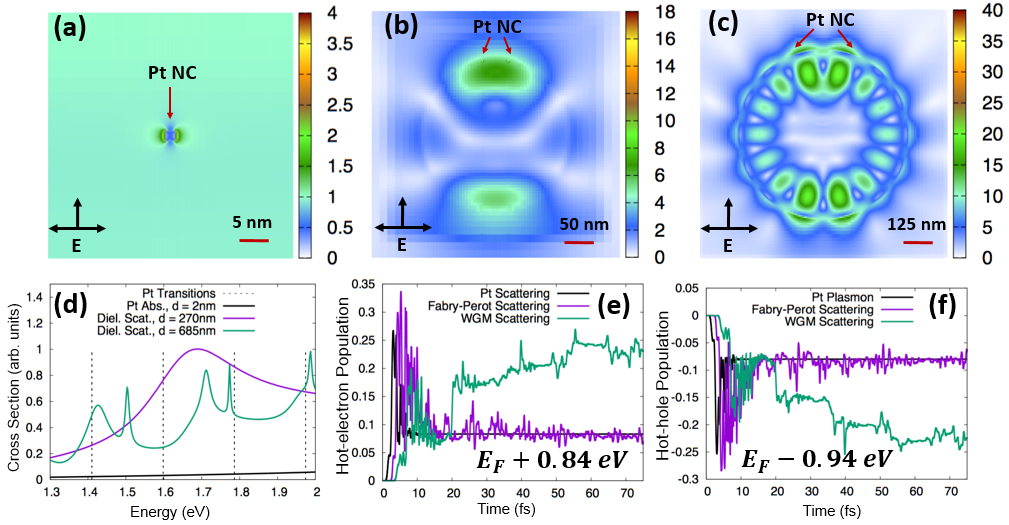 (a)
Pt NC
E
5 nm
4
3.5
3
2.5
2
1.5
1
0.5
0
(b)
Pt NC
E
50 nm
18
16
14
12
10
8
6
4
2
0
(c)
Pt NC
E
125 nm
40
35
30
25
20
15
10
5
0
(d)
Pt Transitions
Pt Abs., d = 2nm
Diel. Scat., d = 270nm
Diel. Scat., d = 685nm
Cross Section (arb. units)
1.4
1.2
1
0.8
0.6
0.4
0.2
0
1.3 1.4 1.5 1.6 1.7 1.8 1.9 2
Energy (eV)
(e)
Pt Scattering
Fabry-Perot Scattering
WGM Scattering
Hot-electron Population
0.35
0.3
0.25
0.2
0.15
0.1
0.05
0
E_F + 0.84 eV
0 10 20 30 40 50 60 70
Time (fs)
(f)
Pt Plasmon
Fabry-Perot Scattering
WGM Scattering
Hot-hole Population
0.05
0
-0.05
-0.1
-0.15
-0.2
-0.25
-0.3
E_F − 0.94 eV
0 10 20 30 40 50 60 70
Time (fs)